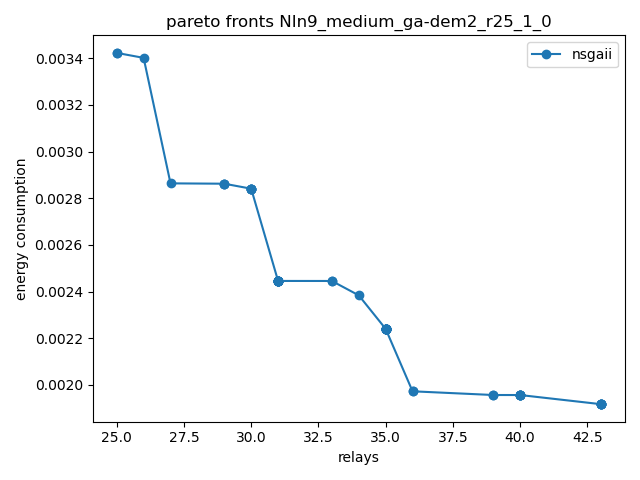 pareto fronts NIn9_medium_ga-dem2_r25_1_0
nsgaii
0.0034
0.0032
0.0030
0.0028
0.0026
0.0024
0.0022
0.0020
energy consumption
25.0 27.5 30.0 32.5 35.0 37.5 40.0 42.5
relays